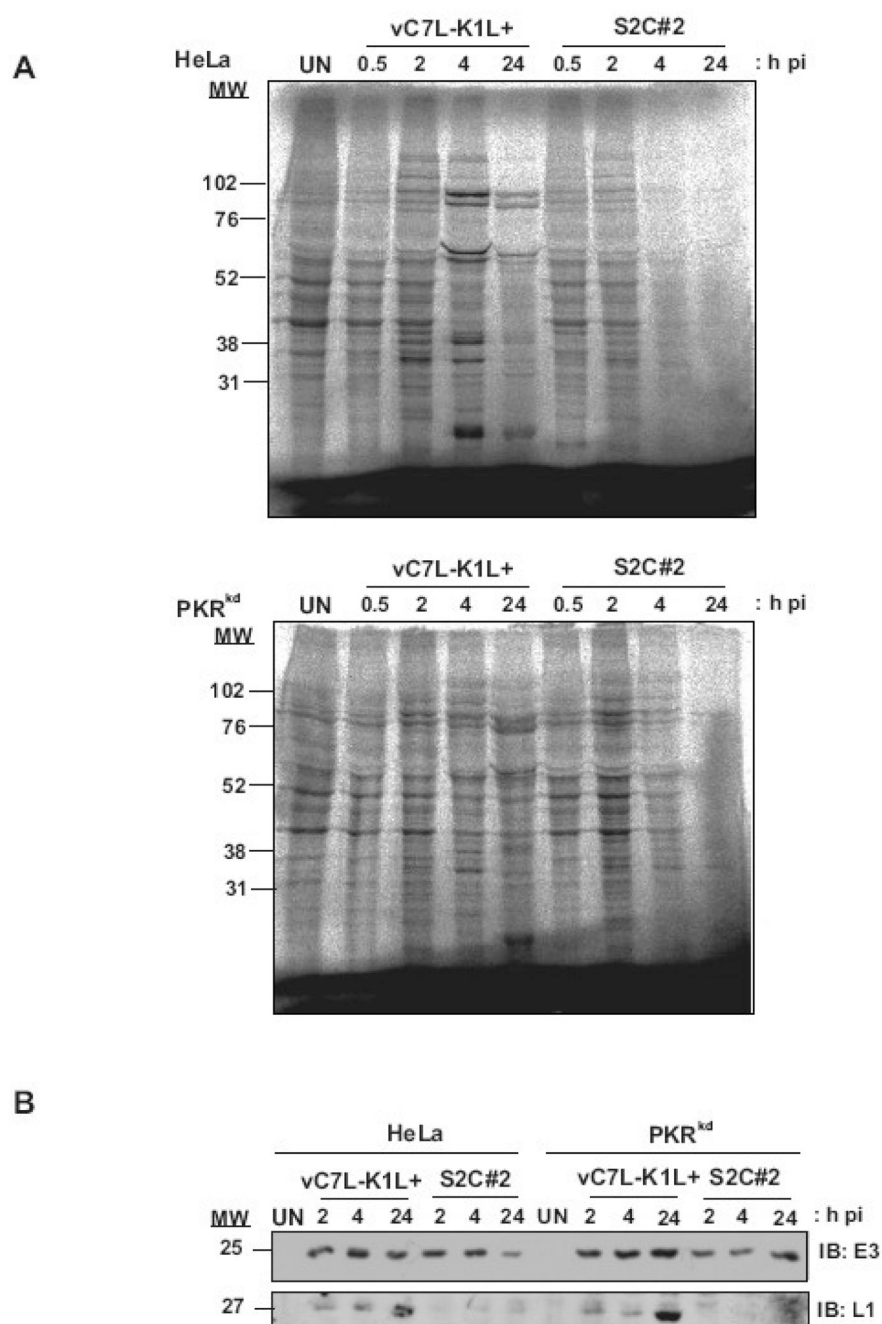 A
vC7L-K1L+ S2C#2
HeLa UN 0.5 2 4 24 0.5 2 4 24 : h pi
MW
102
76
52
38
31
vC7L-K1L+ S2C#2
PKRkd UN 0.5 2 4 24 0.5 2 4 24 : h pi
MW
102
76
52
38
31
B
HeLa PKRkd
vC7L-K1L+ S2C#2 vC7L-K1L+ S2C#2
MW UN 2 4 24 2 4 24 UN 2 4 24 2 4 24 : h pi
25 IB: E3
27 IB: L1